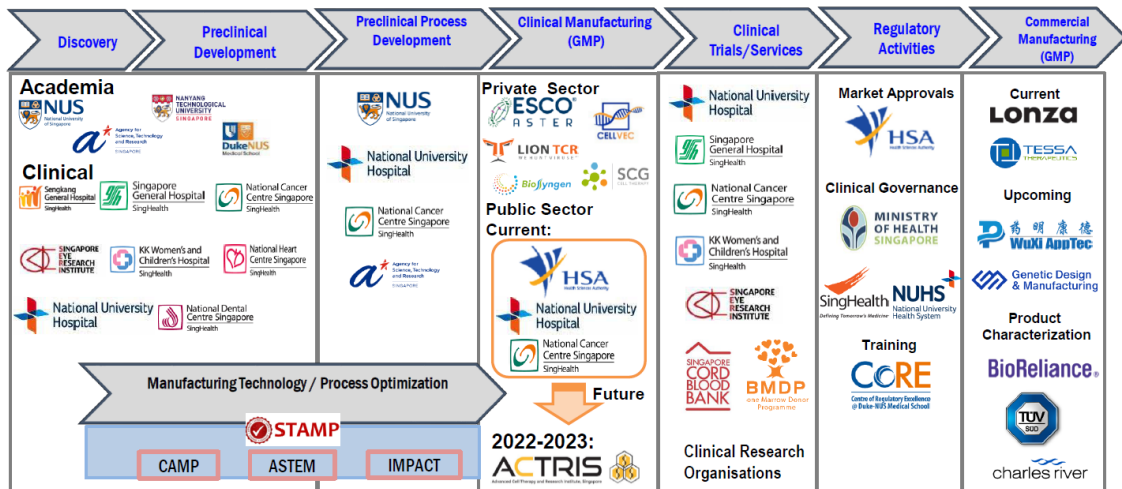 Discovery
Preclinical
Development
Preclinical Process
Development
Clinical Manufacturing
(GMP)
Clinical
Trials/Services
Regulatory
Activities
Commercial
Manufacturing
(GMP)
Academia
NUS
National University
of Singapore
NANYANG
TECHNOLOGICAL
UNIVERSITY
SINGAPORE
Agency for
Science, Technology
and Research
SINGAPORE
DukeNUS
Medical School
Clinical
Sengkang
General Hospital
SingHealth
Singapore
General Hospital
SingHealth
National Cancer
Centre Singapore
SingHealth
SINGAPORE
EYE
RESEARCH
INSTITUTE
KK Women's and
Children's Hospital
SingHealth
National Heart
Centre Singapore
SingHealth
National University
Hospital
National Dental
Centre Singapore
SingHealth
NUS
National University
of Singapore
National University
Hospital
National Cancer
Centre Singapore
SingHealth
Agency for
Science, Technology
and Research
SINGAPORE
Manufacturing Technology / Process Optimization
STAMP
CAMP
ASTEM
IMPACT
Private Sector
ESCO
ASTER
CELLVEC
LION TCR
WE HUNT VIRUSES
Biosyngen
SCG
CELL THERAPY
Public Sector
Current:
HSA
Health Sciences Authority
National University
Hospital
National Cancer
Centre Singapore
SingHealth
Future
2022-2023:
ACTRIS
Advanced Cell Therapy and Research Institute, Singapore
National University
Hospital
Singapore
General Hospital
SingHealth
National Cancer
Centre Singapore
SingHealth
KK Women's and
Children's Hospital
SingHealth
SINGAPORE
EYE
RESEARCH
INSTITUTE
SINGAPORE
CORD
BLOOD
BANK
BMDP
one Marrow Donor
Programme
Clinical Research
Organisations
Market Approvals
HSA
Health Sciences Authority
Clinical Governance
MINISTRY
OF HEALTH
SINGAPORE
SingHealth
Defining Tomorrow's Medicine
NUHS
National University
Health System
Training
CoRE
Centre of Regulatory Excellence
@ Duke-NUS Medical School
Current
Lonza
TESSA
THERAPEUTICS
Upcoming
药明康德
WuXi AppTec
Genetic Design
& Manufacturing
Product
Characterization
BioReliance®
TÜV
SÜD
charles river